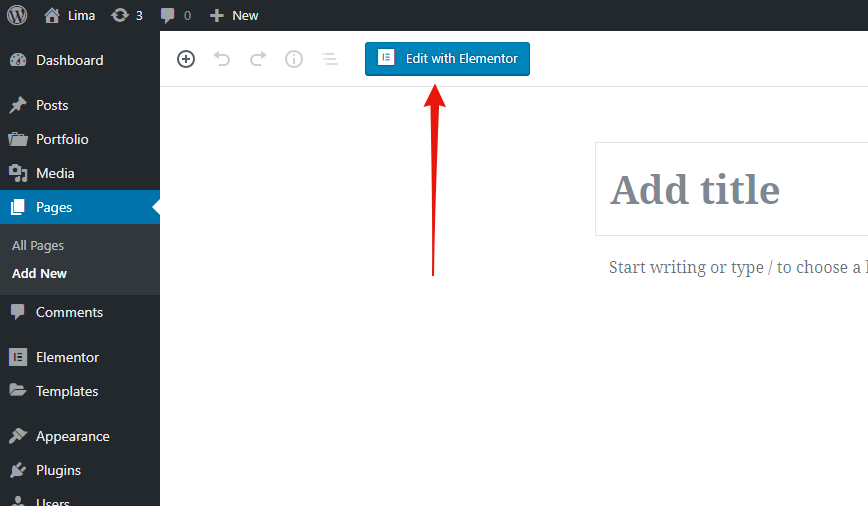 Lima 3 0 New
Dashboard
Posts
Portfolio
Media
Pages
All Pages
Add New
Comments
Elementor
Templates
Appearance
Plugins
Users
Edit with Elementor
Add title
Start writing or type / to choose a